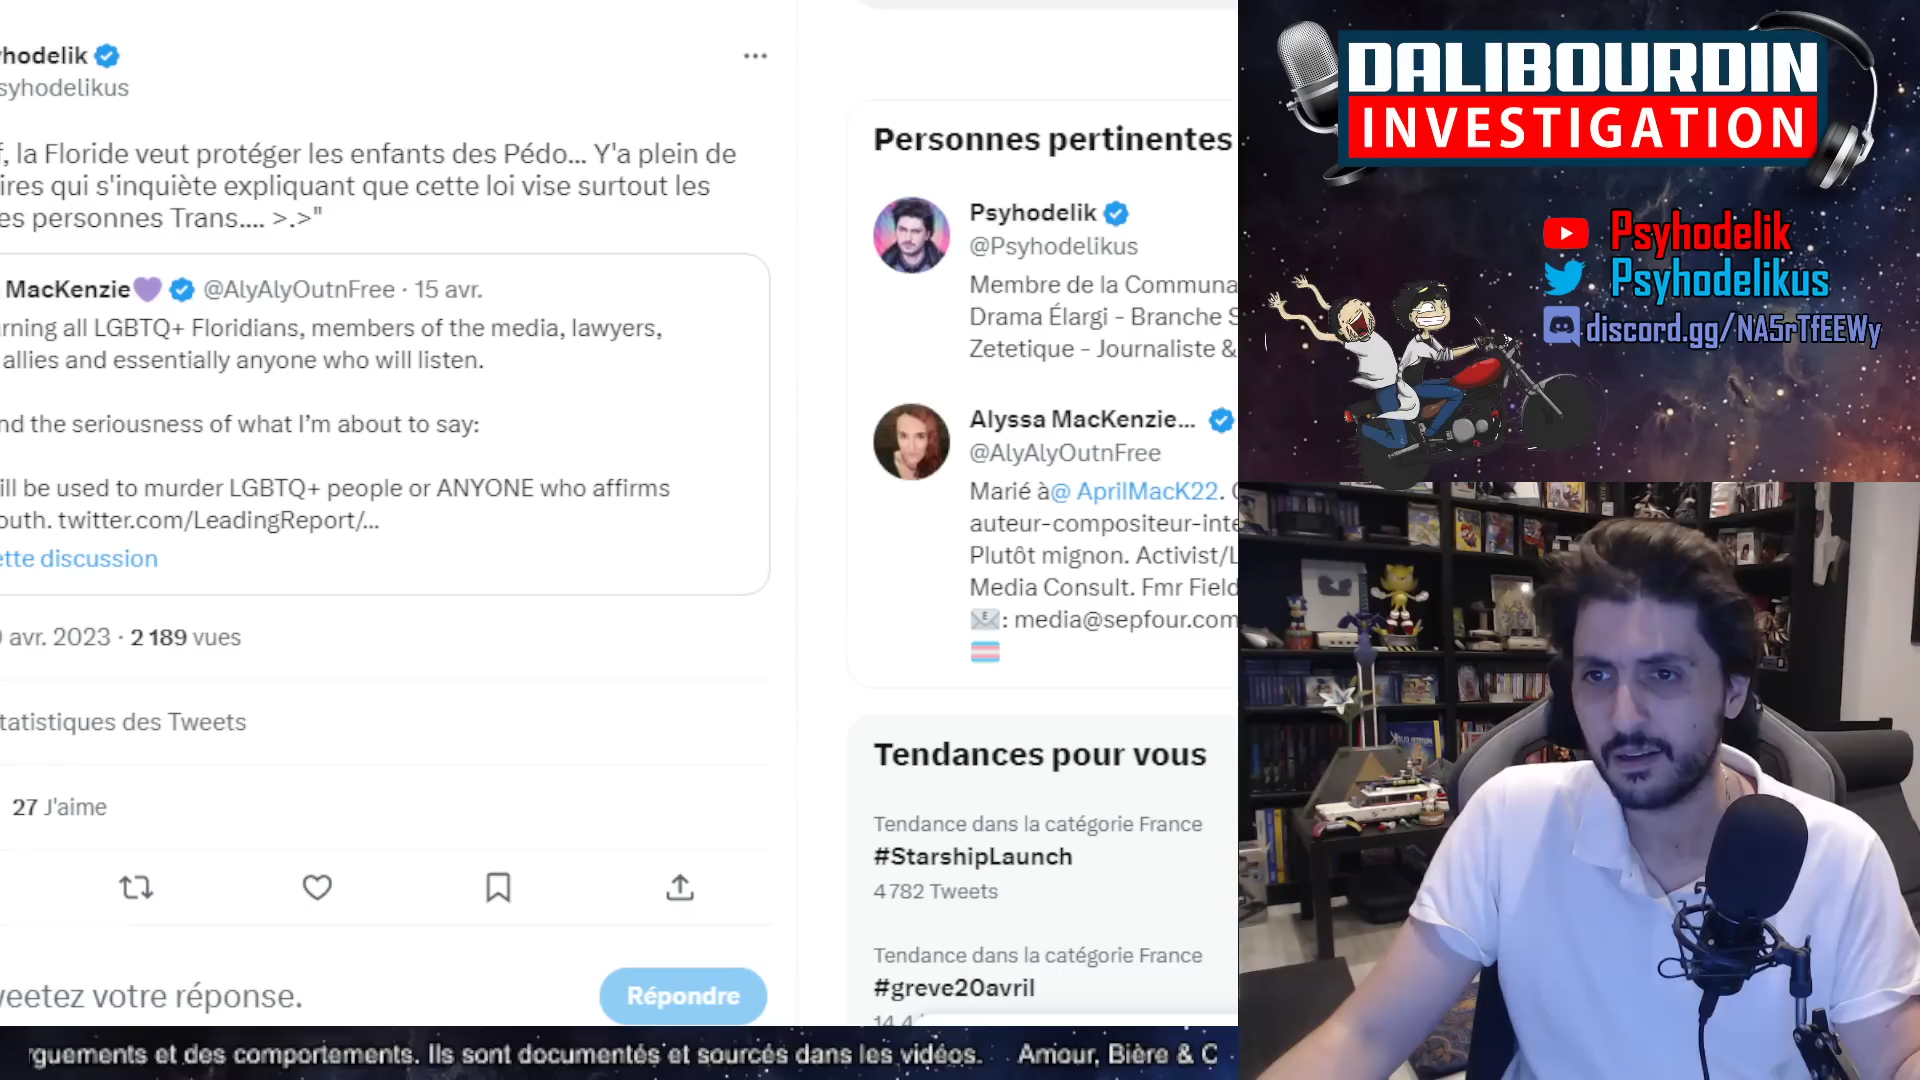 hodelik
syhodelikus
, la Floride veut protéger les enfants des Pédo... Y'a plein de
ires qui s'inquiète expliquant que cette loi vise surtout les
es personnes Trans.... >.>"
MacKenzie💜 @AlyAlyOutnFree · 15 avr.
rning all LGBTQ+ Floridians, members of the media, lawyers,
allies and essentially anyone who will listen.
nd the seriousness of what I'm about to say:
ill be used to murder LGBTQ+ people or ANYONE who affirms
outh. twitter.com/LeadingReport/...
ette discussion
avr. 2023 · 2 189 vues
tatistiques des Tweets
27 J'aime
weetez votre réponse.
Répondre
Personnes pertinentes
Psyhodelik
@Psyhodelikus
Membre de la Communa
Drama Élargi - Branche S
Zetetique - Journaliste &
Alyssa MacKenzie...
@AlyAlyOutnFree
Marié à@ AprilMacK22.
auteur-compositeur-inte
Plutôt mignon. Activist/L
Media Consult. Fmr Field
: media@sepfour.com
Tendances pour vous
Tendance dans la catégorie France
#StarshipLaunch
4 782 Tweets
Tendance dans la catégorie France
#greve20avril
DALIBOURDIN
INVESTIGATION
Psyhodelik
Psyhodelikus
discord.gg/NA5rTfEEWy
guements et des comportements. Ils sont documentés et sourcés dans les vidéos. Amour, Bière & C